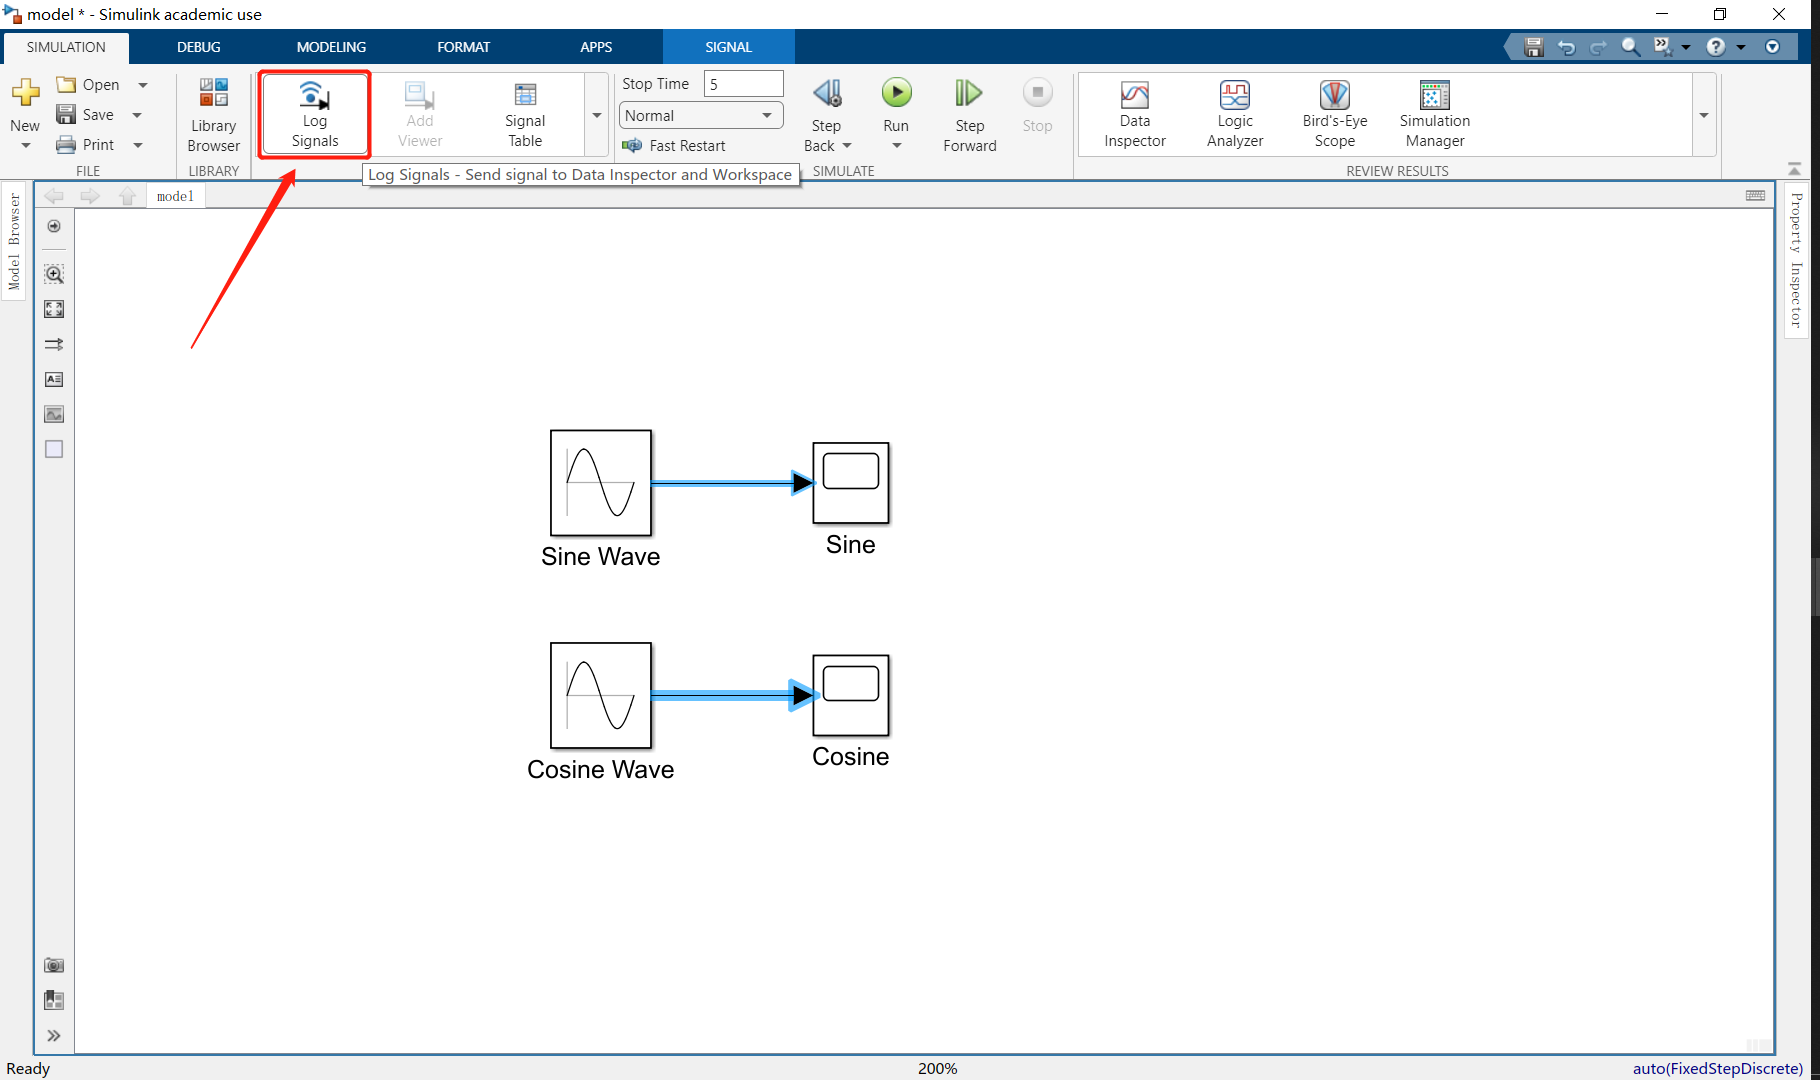 model * - Simulink academic use
SIMULATION
DEBUG
MODELING
FORMAT
APPS
SIGNAL
New
Open
Save
Print
FILE
Library
Browser
LIBRARY
Log
Signals
Add
Viewer
Signal
Table
Stop Time
5
Normal
Fast Restart
Step
Back
Run
Step
Forward
Stop
SIMULATE
Data
Inspector
Logic
Analyzer
Bird's-Eye
Scope
Simulation
Manager
REVIEW RESULTS
Log Signals - Send signal to Data Inspector and Workspace
Model Browser
model
Property Inspector
Sine Wave
Sine
Cosine Wave
Cosine
Ready
200%
auto(FixedStepDiscrete)